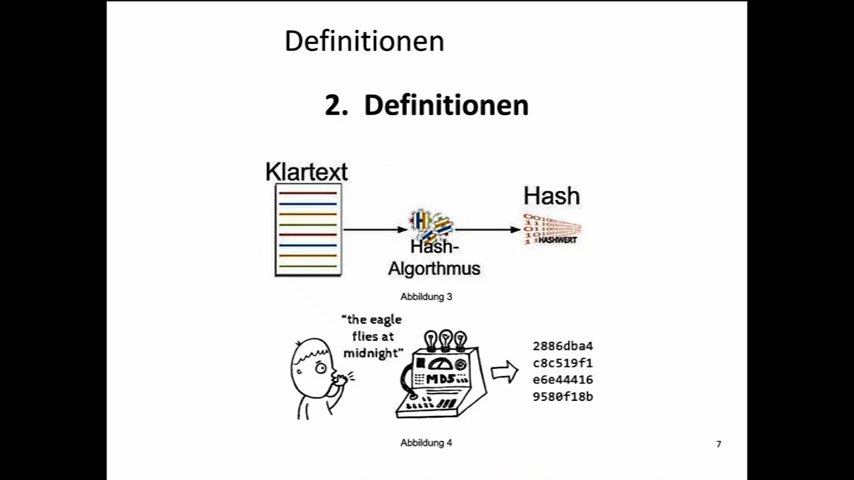 Definitionen
2. Definitionen
Klartext
Hash-
Algorthmus
Hash
HASHWERT
Abbildung 3
"the eagle
flies at
midnight"
MD5
2886dba4
c8c519f1
e6e44416
9580f18b
Abbildung 4
7